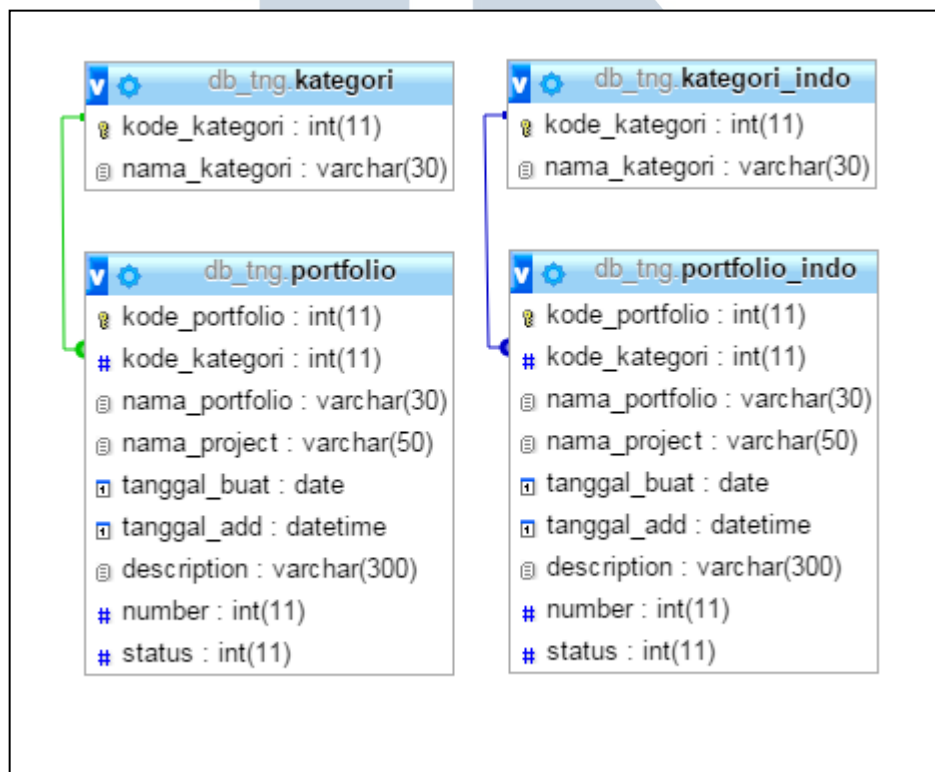 db_tng.kategori
kode_kategori : int(11)
nama_kategori : varchar(30)
db_tng.kategori_indo
kode_kategori : int(11)
nama_kategori : varchar(30)
db_tng.portfolio
kode_portfolio : int(11)
kode_kategori : int(11)
nama_portfolio : varchar(30)
nama_project : varchar(50)
tanggal_buat : date
tanggal_add : datetime
description : varchar(300)
number : int(11)
status : int(11)
db_tng.portfolio_indo
kode_portfolio : int(11)
kode_kategori : int(11)
nama_portfolio : varchar(30)
nama_project : varchar(50)
tanggal_buat : date
tanggal_add : datetime
description : varchar(300)
number : int(11)
status : int(11)